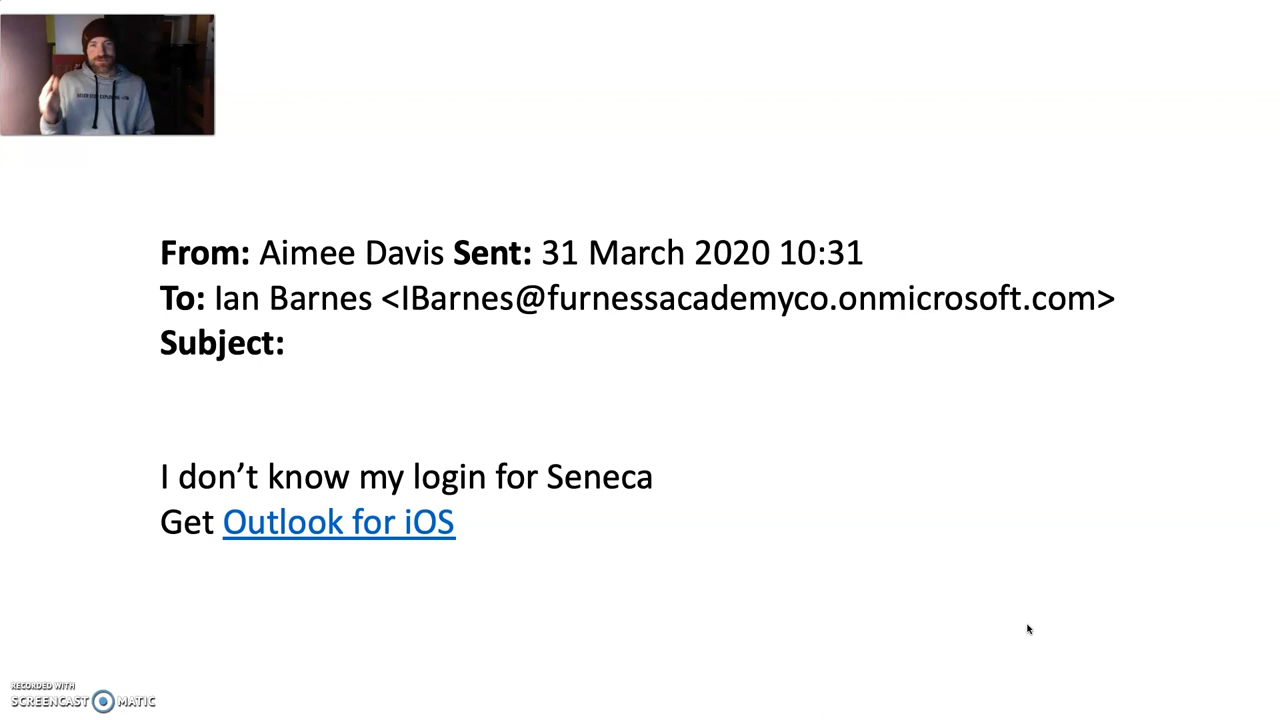 From: Aimee Davis Sent: 31 March 2020 10:31
To: Ian Barnes <IBarnes@furnessacademyco.onmicrosoft.com>
Subject:
I don’t know my login for Seneca
Get Outlook for iOS
RECORDED WITH
SCREENCAST MATIC